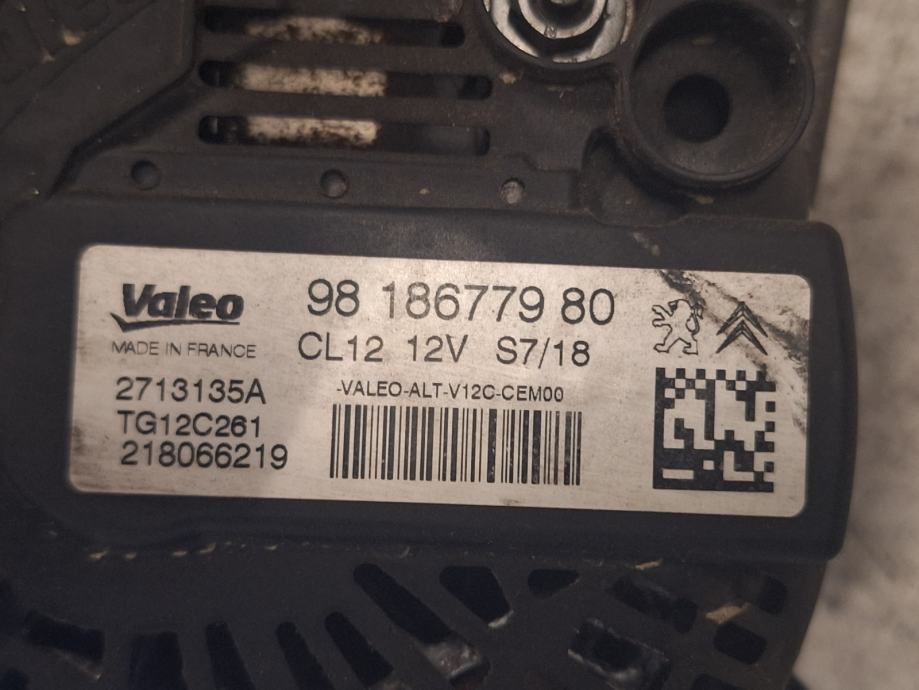 Valeo
MADE IN FRANCE
2713135A
TG12C261
218066219
98 186779 80
CL12 12V S7/18
-VALEO-ALT-V12C-CEM00